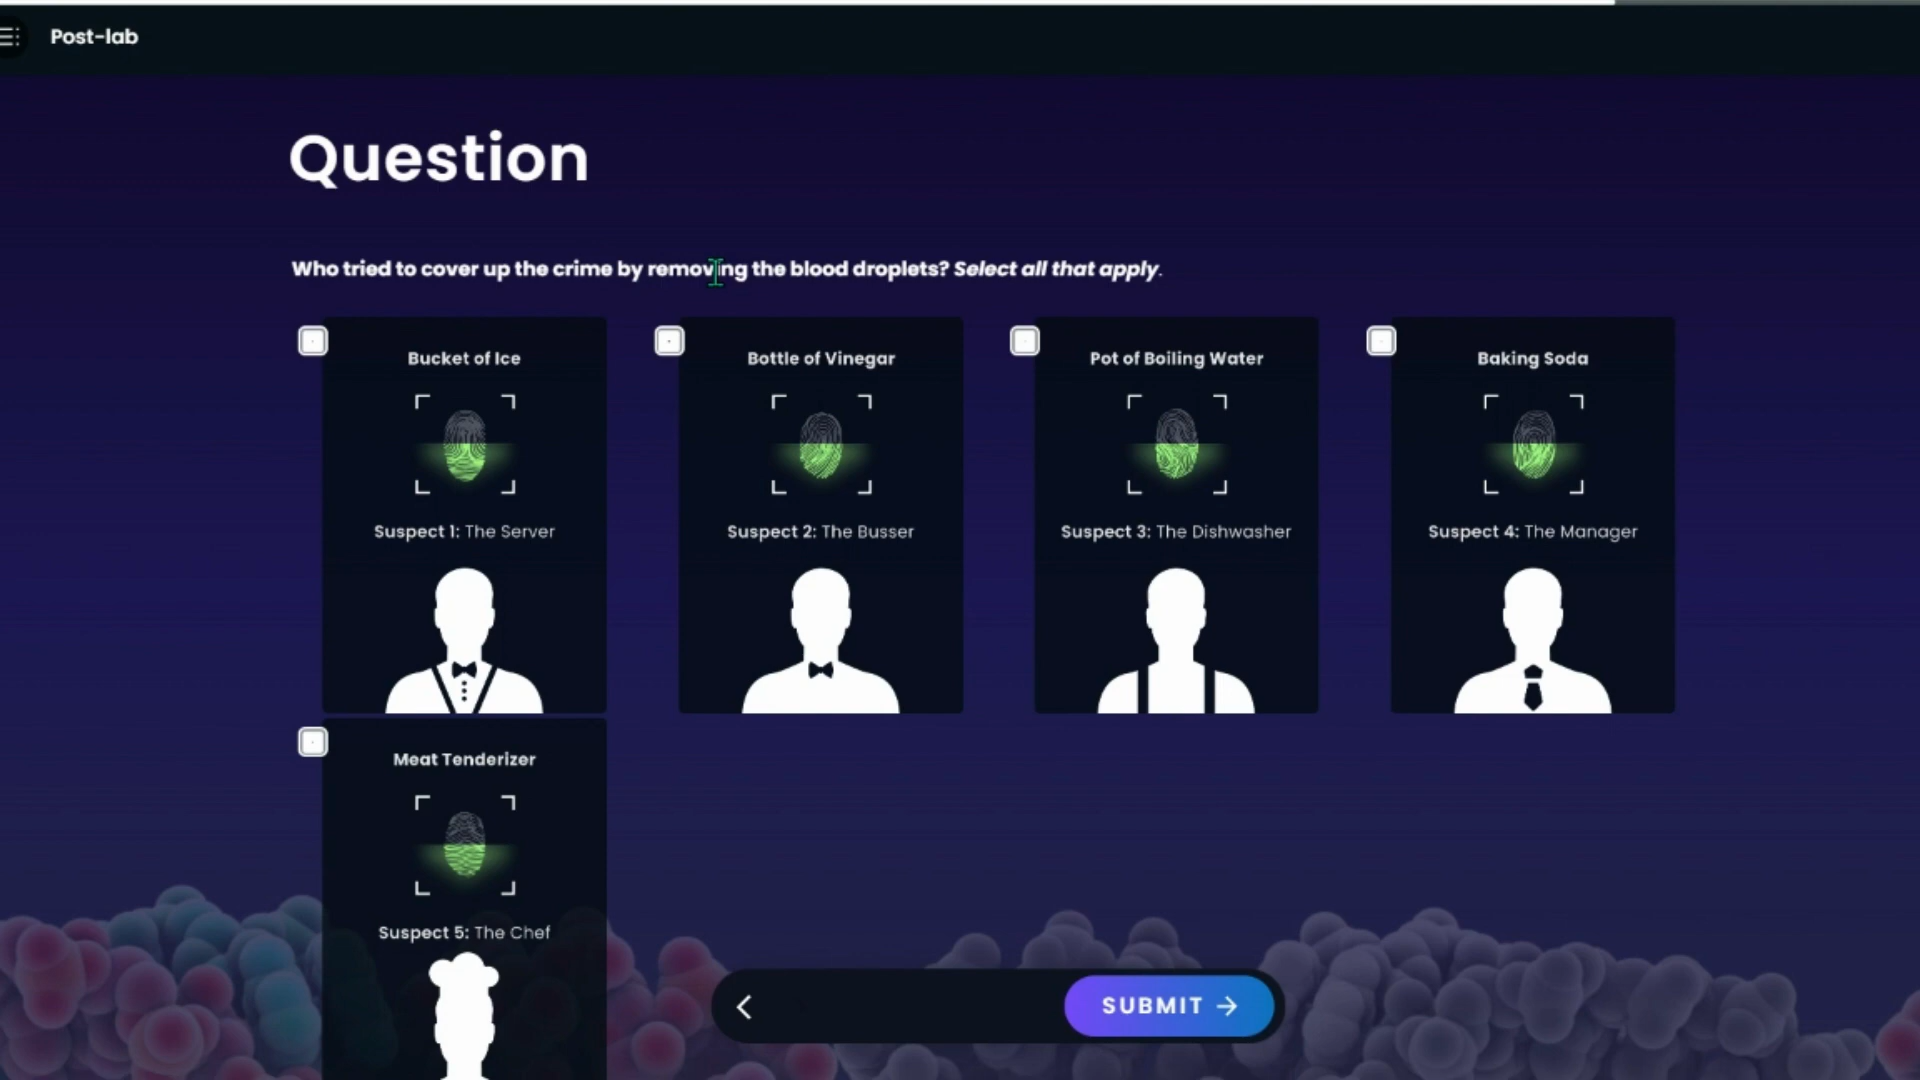 Post-lab
Question
Who tried to cover up the crime by removing the blood droplets? Select all that apply.
Bucket of Ice
Suspect 1: The Server
Bottle of Vinegar
Suspect 2: The Busser
Pot of Boiling Water
Suspect 3: The Dishwasher
Baking Soda
Suspect 4: The Manager
Meat Tenderizer
Suspect 5: The Chef
SUBMIT